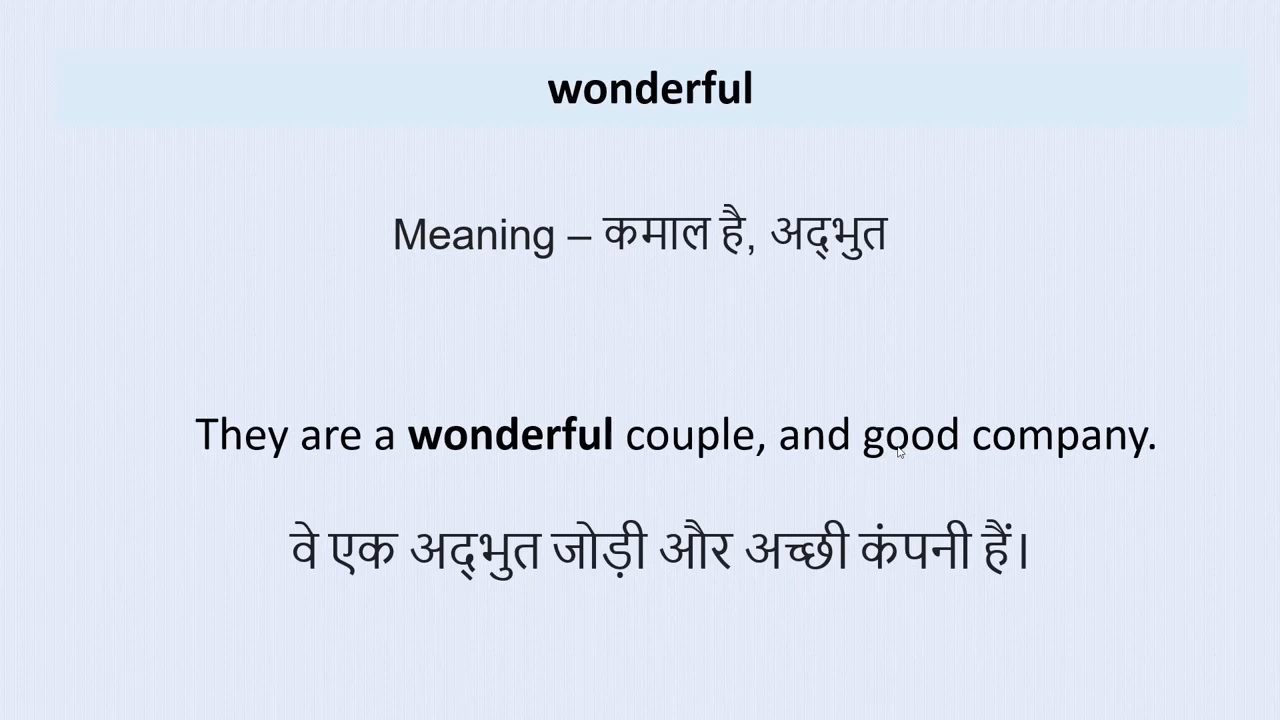 wonderful
Meaning – कमाल है, अद्‌भुत
They are a wonderful couple, and good company.
वे एक अद्‌भुत जोड़ी और अच्छी कंपनी हैं।